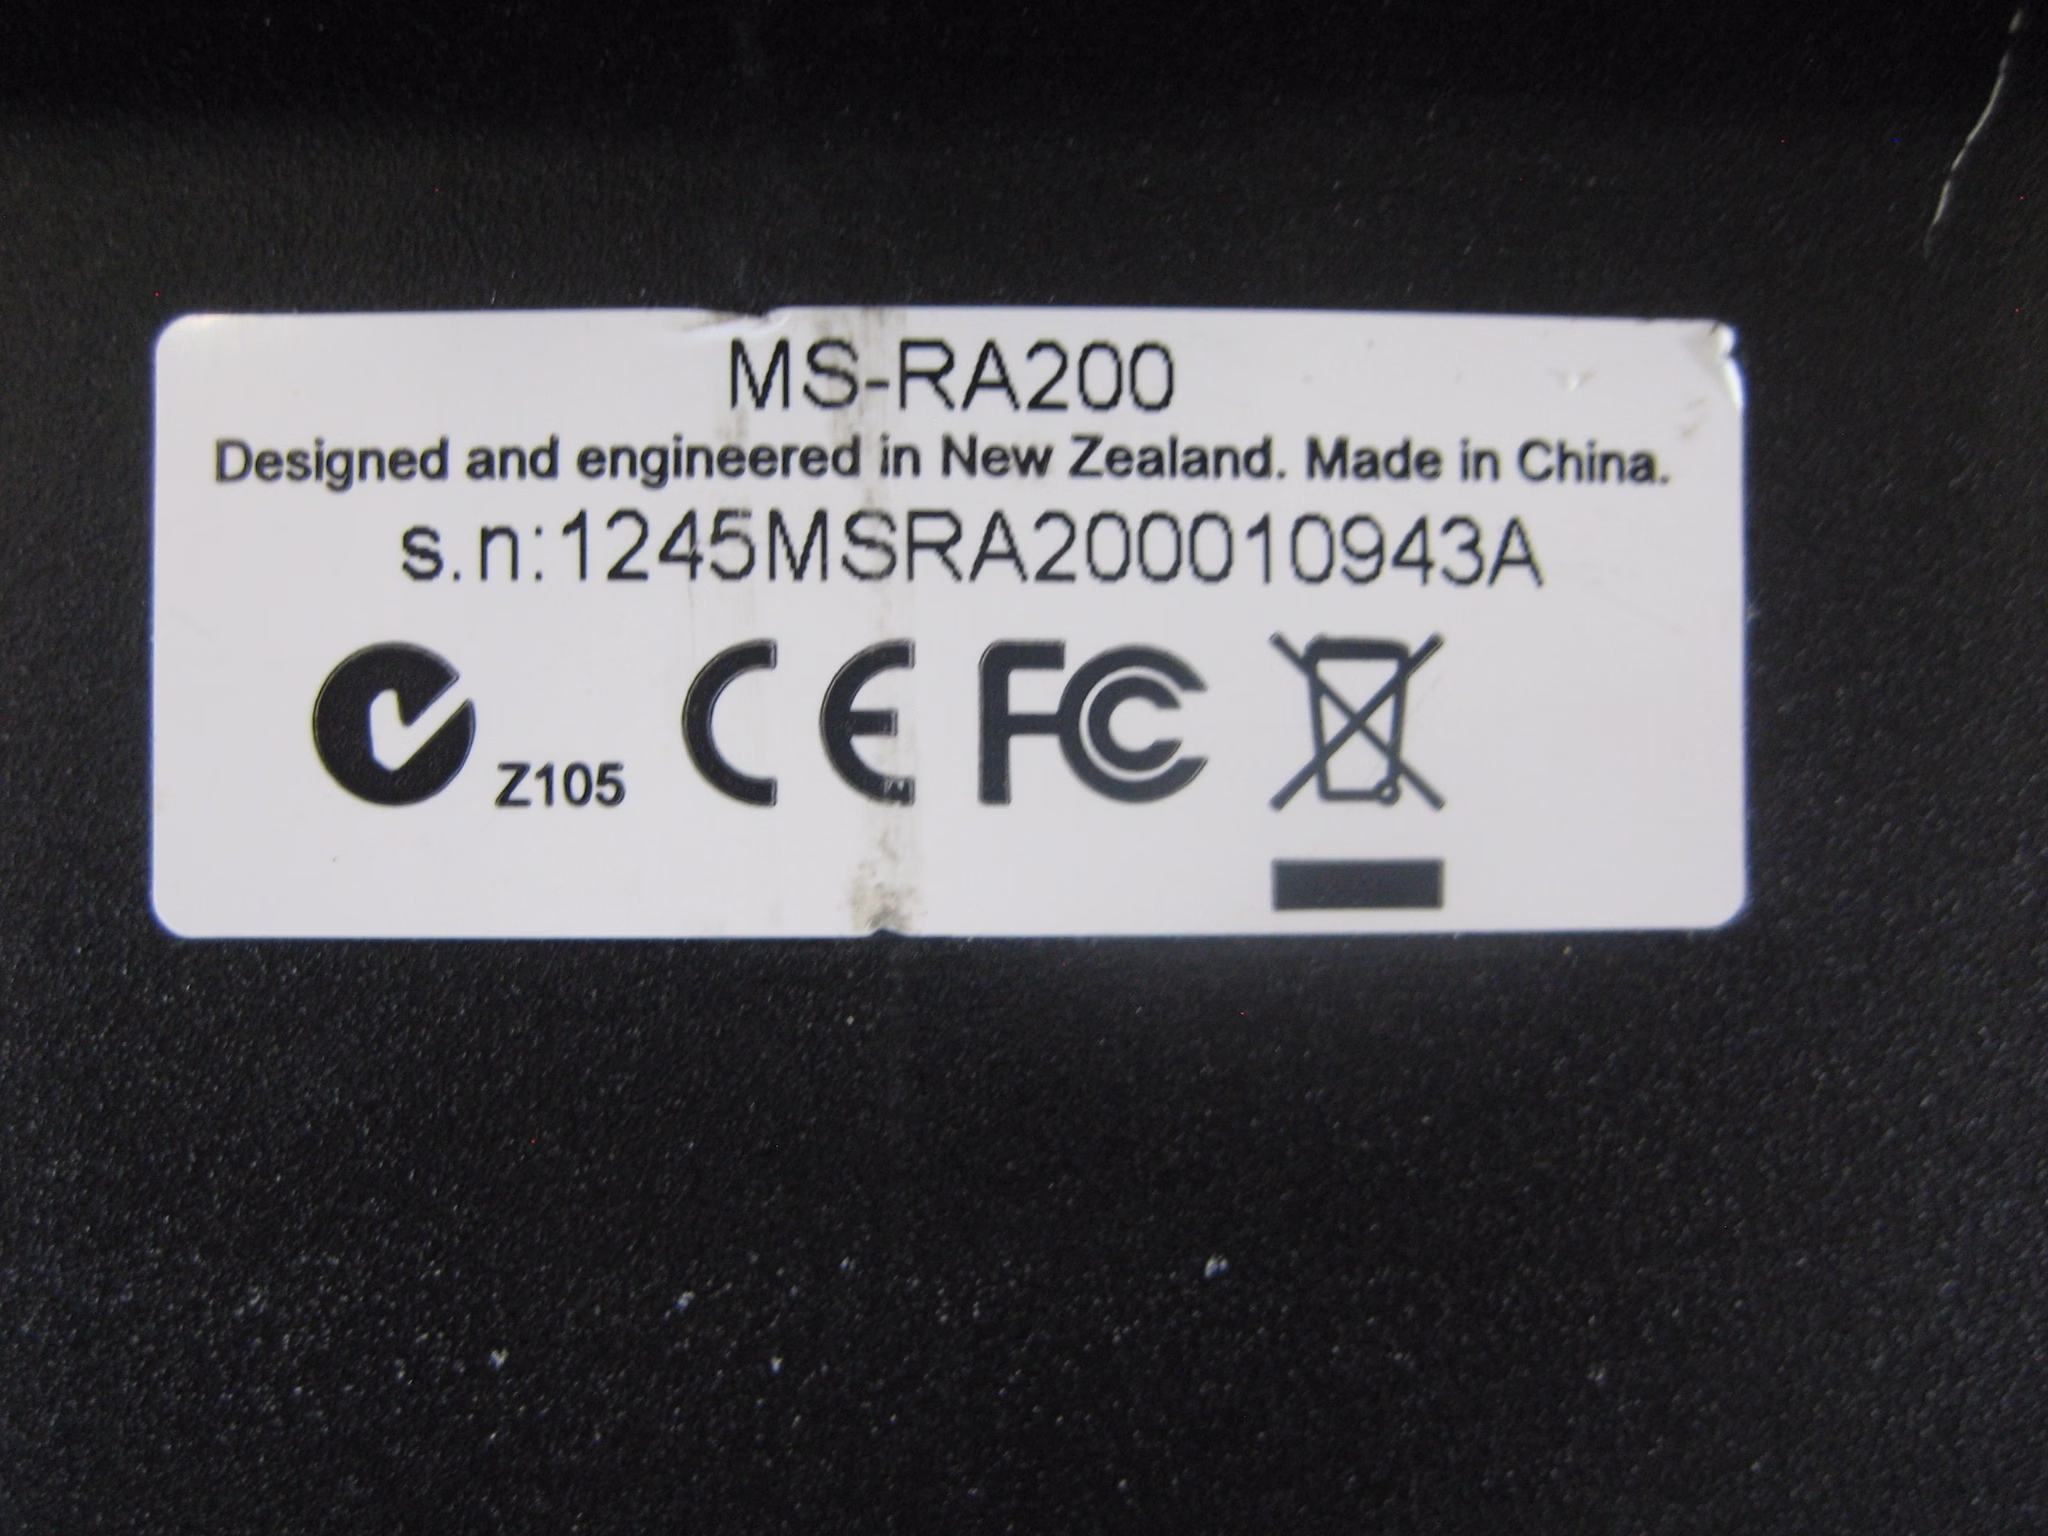 MS-RA200
Designed and engineered in New Zealand. Made in China.
s.n:1245MSRA200010943A
Z105 CE FC